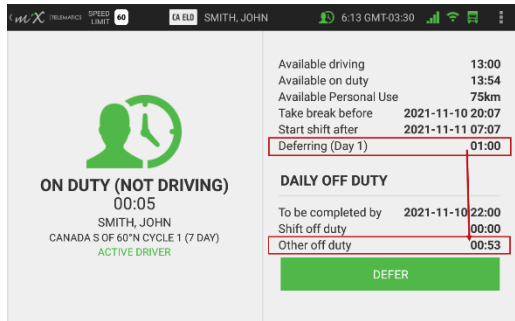 miX TELEMATICS SPEED LIMIT 60 CA ELD SMITH, JOHN 6:13 GMT-03:30
Available driving 13:00
Available on duty 13:54
Available Personal Use 75km
Take break before 2021-11-10 20:07
Start shift after 2021-11-11 07:07
Deferring (Day 1) 01:00
ON DUTY (NOT DRIVING)
00:05
SMITH, JOHN
CANADA S OF 60°N CYCLE 1 (7 DAY)
ACTIVE DRIVER
DAILY OFF DUTY
To be completed by 2021-11-10 22:00
Shift off duty 00:00
Other off duty 00:53
DEFER